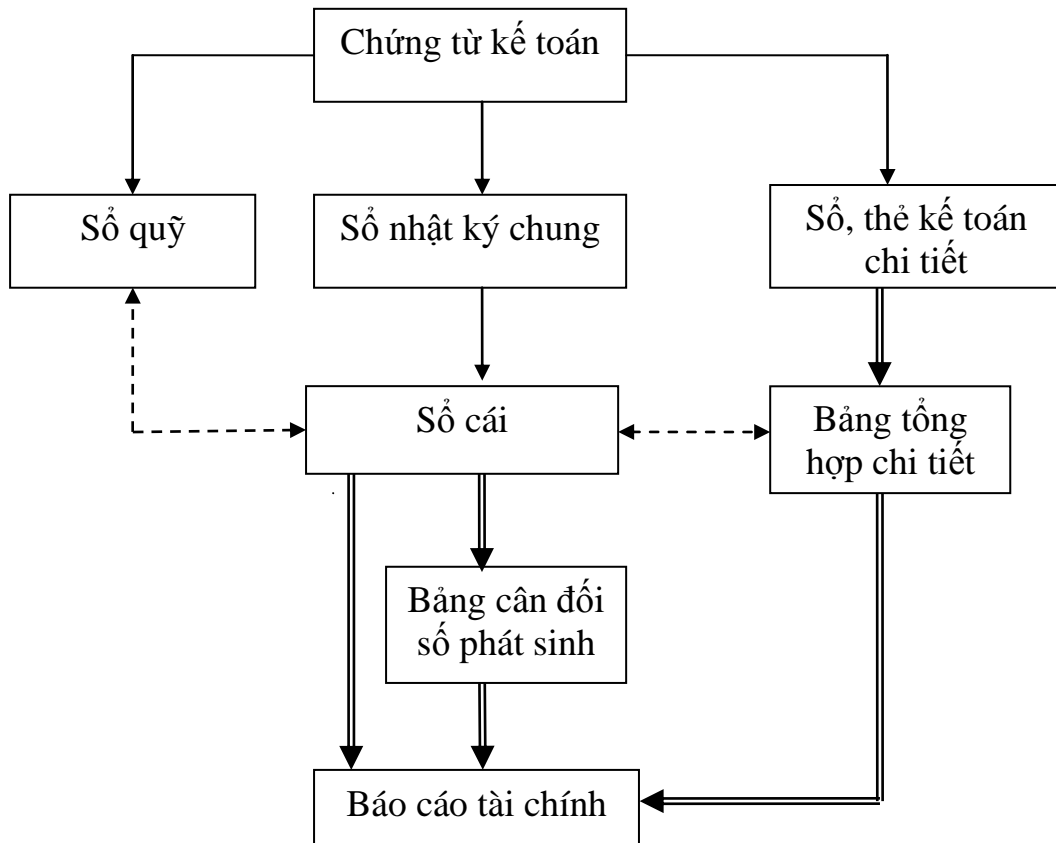 Chứng từ kế toán
Sổ quỹ
Sổ nhật ký chung
Sổ, thẻ kế toán
chi tiết
Sổ cái
Bảng tổng
hợp chi tiết
Bảng cân đối
số phát sinh
Báo cáo tài chính